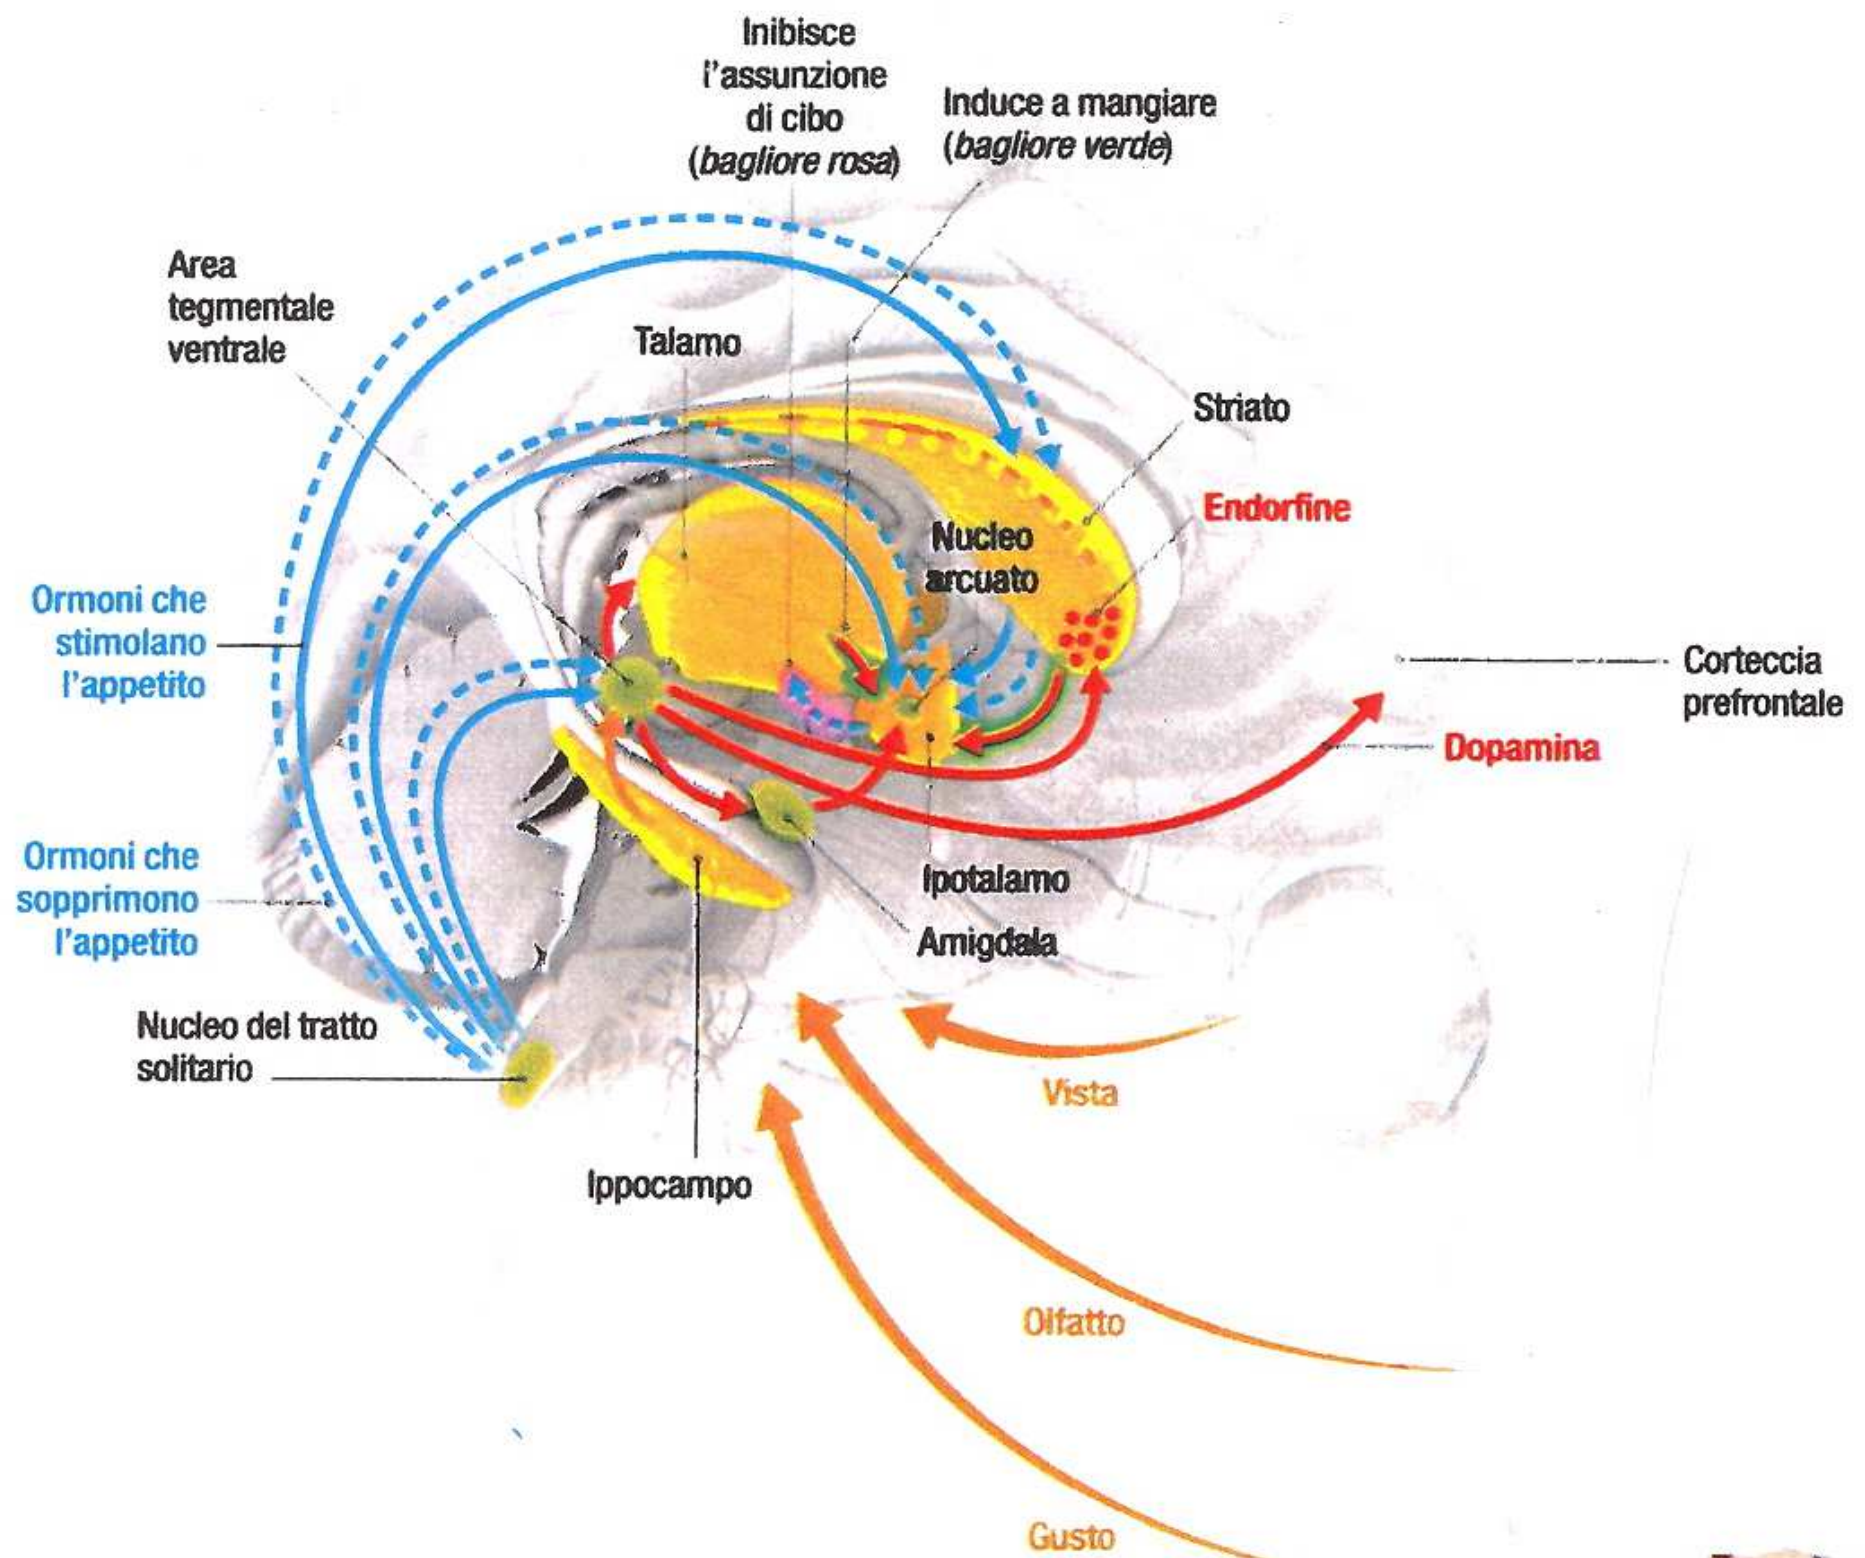 Inibisce
l'assunzione
di cibo
(bagliore rosa)
Induce a mangiare
(bagliore verde)
Area
tegmentale
ventrale
Talamo
Striato
Endorfine
Nucleo
arcuato
Ormoni che
stimolano
l'appetito
Corteccia
prefrontale
Dopamina
Ormoni che
sopprimono
l'appetito
Ipotalamo
Amigdala
Nucleo del tratto
solitario
Vista
Ippocampo
Olfatto
Gusto